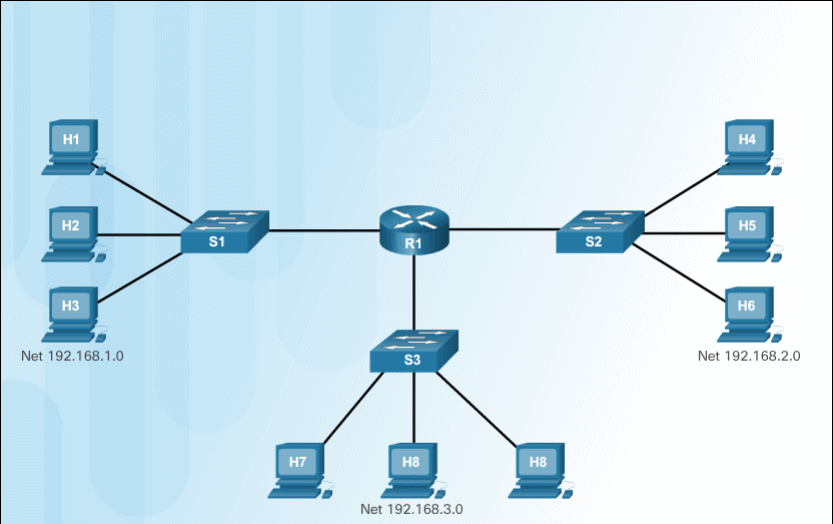 H1
H4
H2
S1
R1
S2
H5
H3
H6
Net 192.168.1.0
Net 192.168.2.0
S3
H7
H8
H8
Net 192.168.3.0